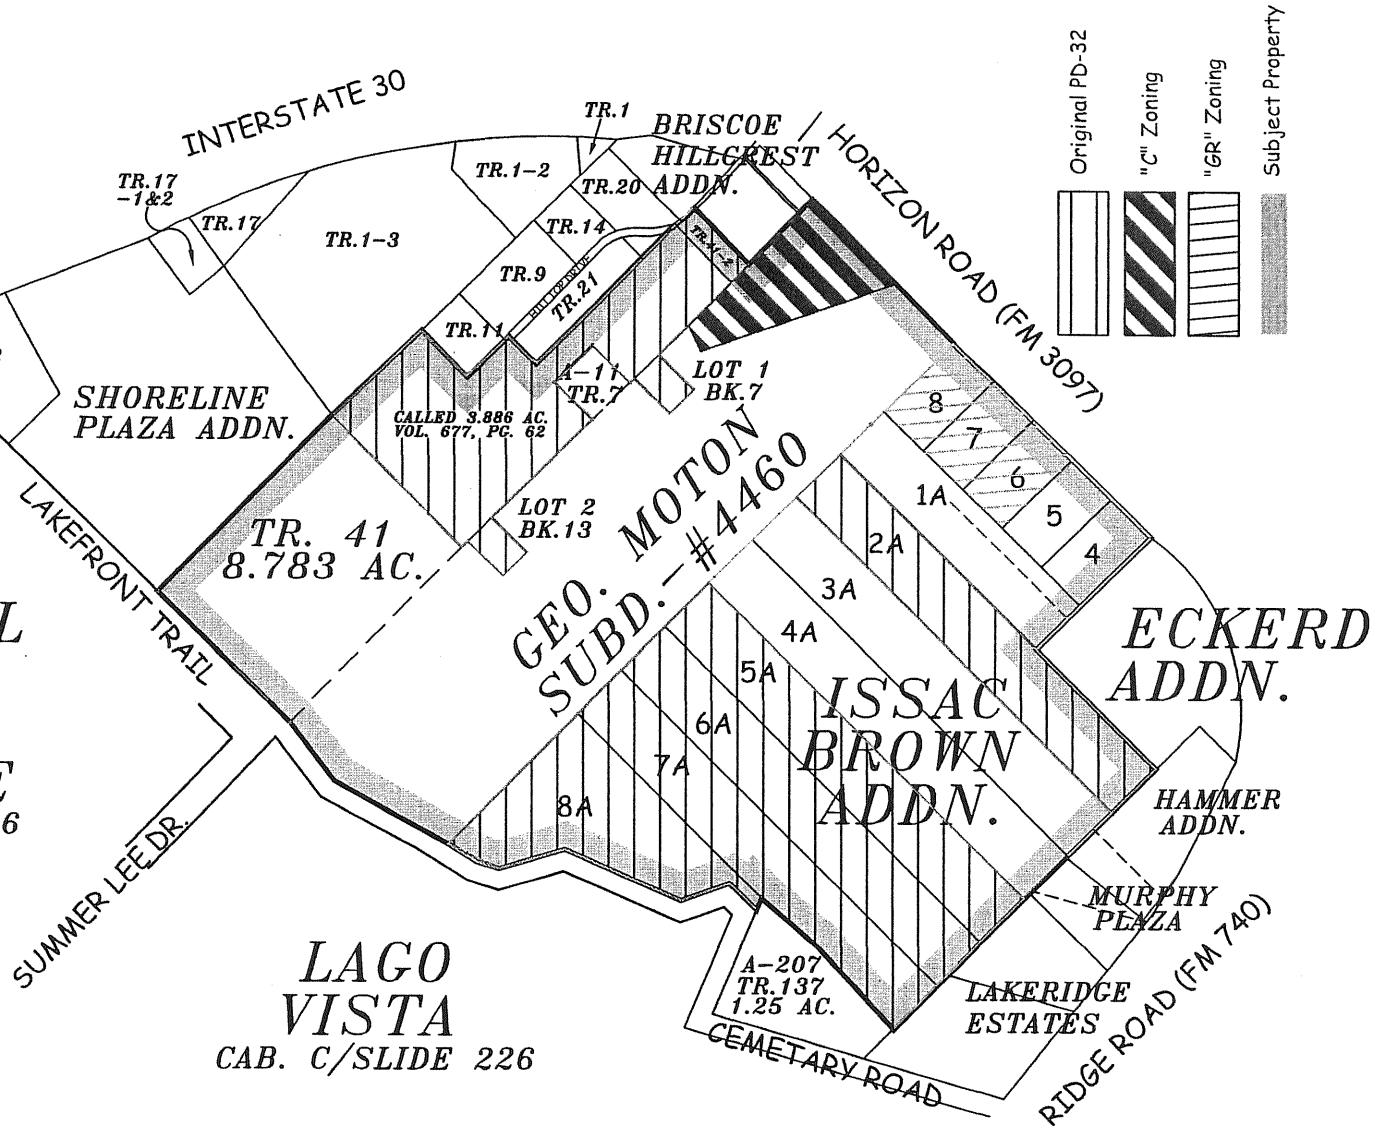 INTERSTATE 30
TR.1
BRISCOE
HILLCREST
ADDN.
HORIZON ROAD (FM 3097)
Original PD-32
"C" Zoning
"GR" Zoning
Subject Property
TR.17
-1&2
TR.17
TR.1-3
TR.1-2
TR.20
TR.14
TR.9
TR.21
TR.11
TR.41-2
SHORELINE
PLAZA ADDN.
A-11
TR.7
LOT 1
BK.7
CALLED 3.886 AC.
VOL. 677, PG. 62
LOT 2
BK.13
TR. 41
8.783 AC.
LAKEFRONT TRAIL
GEO. MOTON
SUBD.-#4460
8
7
6
5
4
1A
2A
3A
4A
5A
6A
7A
8A
ISSAC
BROWN
ADDN.
ECKERD
ADDN.
HAMMER
ADDN.
MURPHY
PLAZA
L
E
6
SUMMER LEE DR.
LAGO
VISTA
CAB. C/SLIDE 226
A-207
TR.137
1.25 AC.
LAKERIDGE
ESTATES
CEMETARY ROAD
RIDGE ROAD (FM 740)